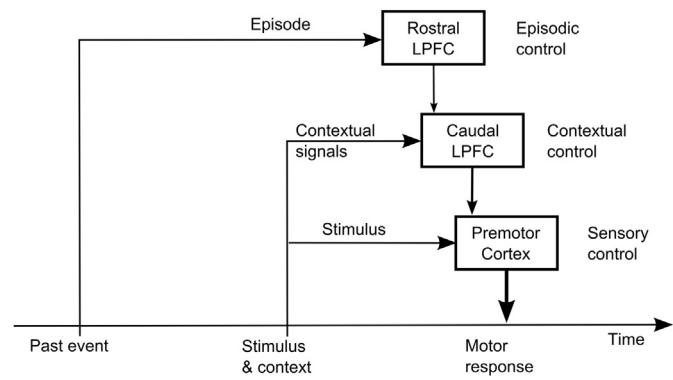 Episode
Rostral
LPFC
Episodic
control
Contextual
signals
Caudal
LPFC
Contextual
control
Stimulus
Premotor
Cortex
Sensory
control
Past event
Stimulus
& context
Motor
response
Time